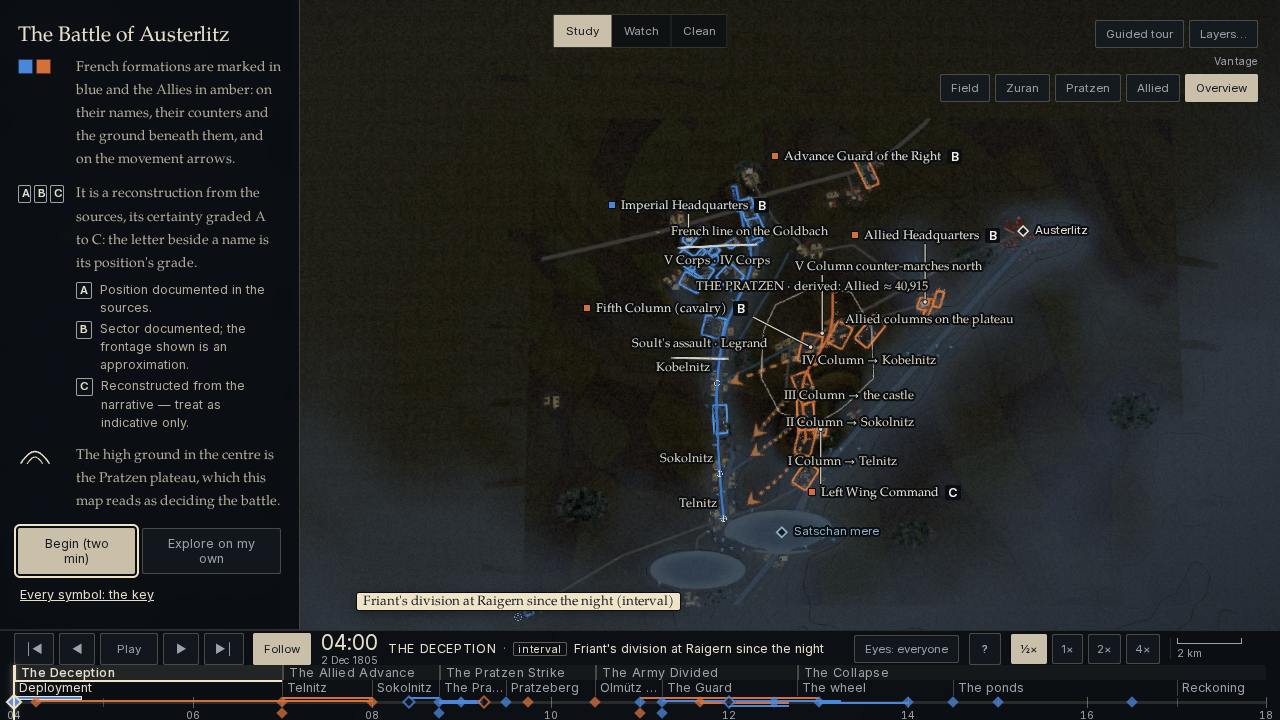 The Battle of Austerlitz
French formations are marked in
blue and the Allies in amber: on
their names, their counters and
the ground beneath them, and
on the movement arrows.
A B C
It is a reconstruction from the
sources, its certainty graded A
to C: the letter beside a name is
its position's grade.
A Position documented in the
sources.
B Sector documented; the
frontage shown is an
approximation.
C Reconstructed from the
narrative — treat as
indicative only.
The high ground in the centre is
the Pratzen plateau, which this
map reads as deciding the battle.
Begin (two
min)
Explore on my
own
Every symbol: the key
Study Watch Clean
Guided tour Layers…
Vantage
Field Zuran Pratzen Allied Overview
Advance Guard of the Right B
Imperial Headquarters B
French line on the Goldbach
Allied Headquarters B
Austerlitz
V Corps · IV Corps
V Column counter-marches north
THE PRATZEN · derived: Allied ≈ 40,915
Fifth Column (cavalry) B
Allied columns on the plateau
Soult's assault · Legrand
IV Column → Kobelnitz
Kobelnitz
III Column → the castle
II Column → Sokolnitz
Sokolnitz
I Column → Telnitz
Left Wing Command C
Telnitz
Satschan mere
Friant's division at Raigern since the night (interval)
Play
Follow
04:00
2 Dec 1805
THE DECEPTION · interval Friant's division at Raigern since the night
Eyes: everyone
?
½× 1× 2× 4×
2 km
The Deception The Allied Advance The Pratzen Strike The Army Divided The Collapse
Deployment Telnitz Sokolnitz The Pra… Pratzeberg Olmütz … The Guard The wheel The ponds Reckoning
04 06 08 10 12 14 16 18